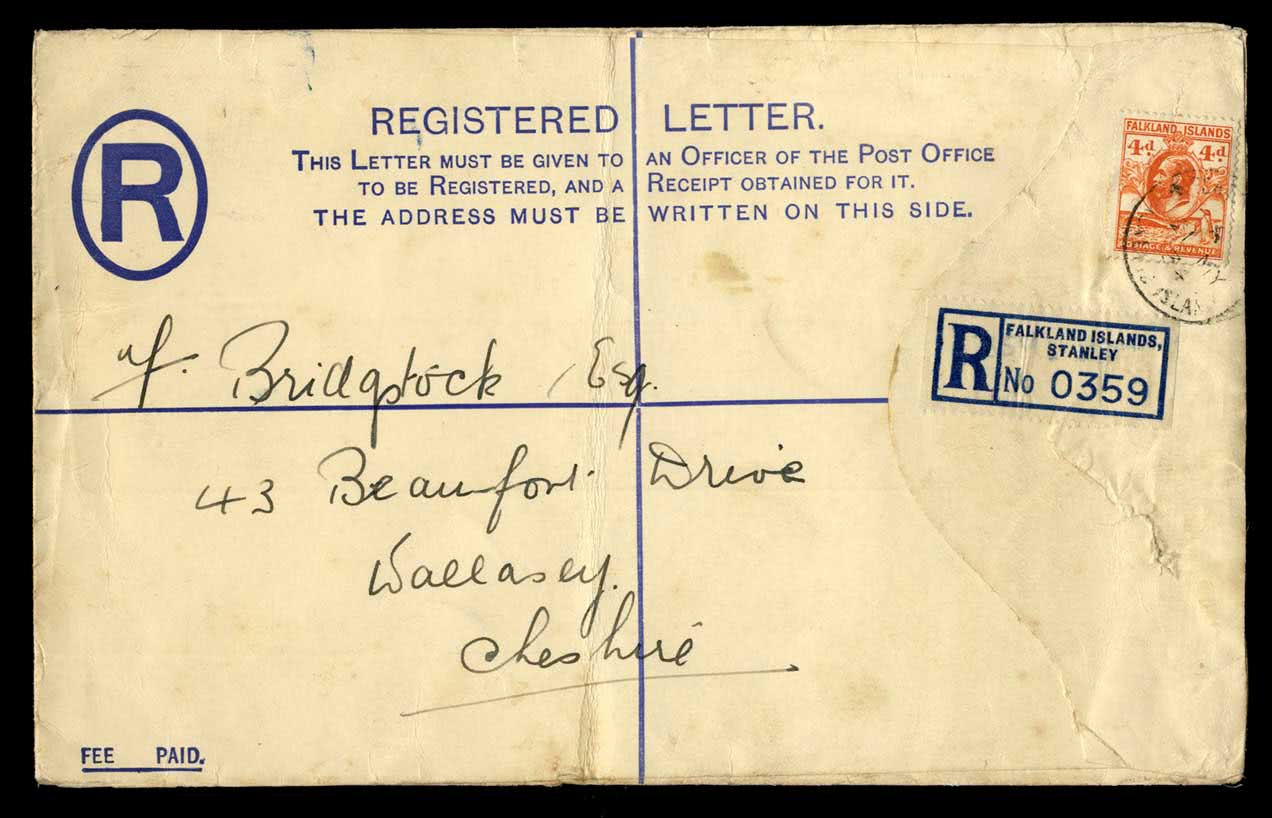 REGISTERED LETTER.
THIS LETTER MUST BE GIVEN TO AN OFFICER OF THE POST OFFICE
TO BE REGISTERED, AND A RECEIPT OBTAINED FOR IT.
THE ADDRESS MUST BE WRITTEN ON THIS SIDE.
R
FALKLAND ISLANDS
4d. 4d.
POSTAGE & REVENUE
R
FALKLAND ISLANDS,
STANLEY
No 0359
Bridgstock, Esq.
43 Beaufort Drive
Wallasey.
Cheshire
FEE PAID.